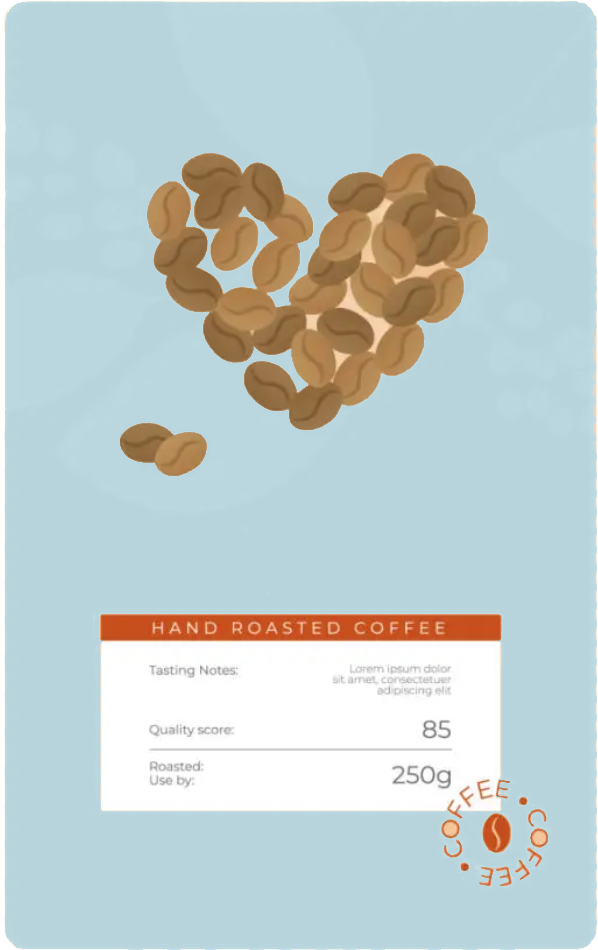 HAND ROASTED COFFEE
Tasting Notes:
Lorem ipsum dolor
sit amet, consectetuer
adipiscing elit
Quality score:
85
Roasted:
Use by:
250g
COFFEE • COFFEE •